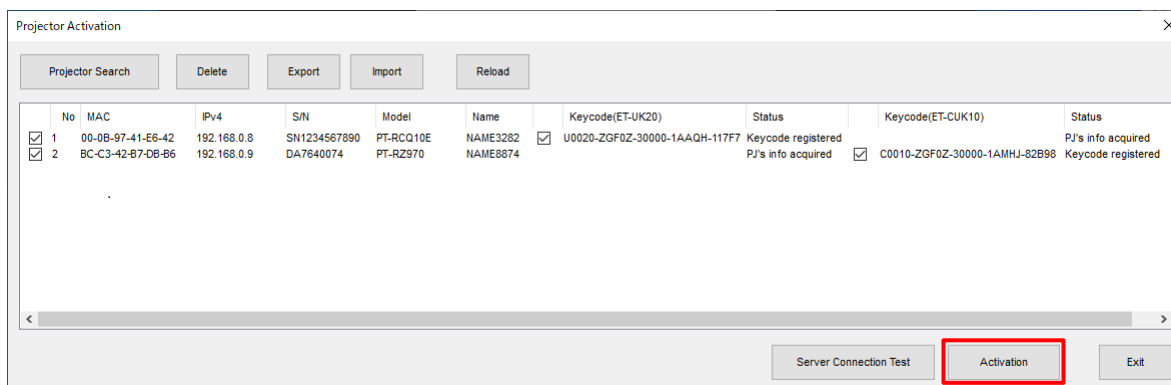 Projector Activation
Projector Search Delete Export Import Reload
No MAC IPv4 S/N Model Name Keycode(ET-UK20) Status Keycode(ET-CUK10) Status
1 00-0B-97-41-E6-42 192.168.0.8 SN1234567890 PT-RCQ10E NAME3282 U0020-ZGF0Z-30000-1AAQH-117F7 Keycode registered PJ's info acquired
2 BC-C3-42-B7-DB-B6 192.168.0.9 DA7640074 PT-RZ970 NAME8874 PJ's info acquired C0010-ZGF0Z-30000-1AMHJ-82B98 Keycode registered
Server Connection Test Activation Exit